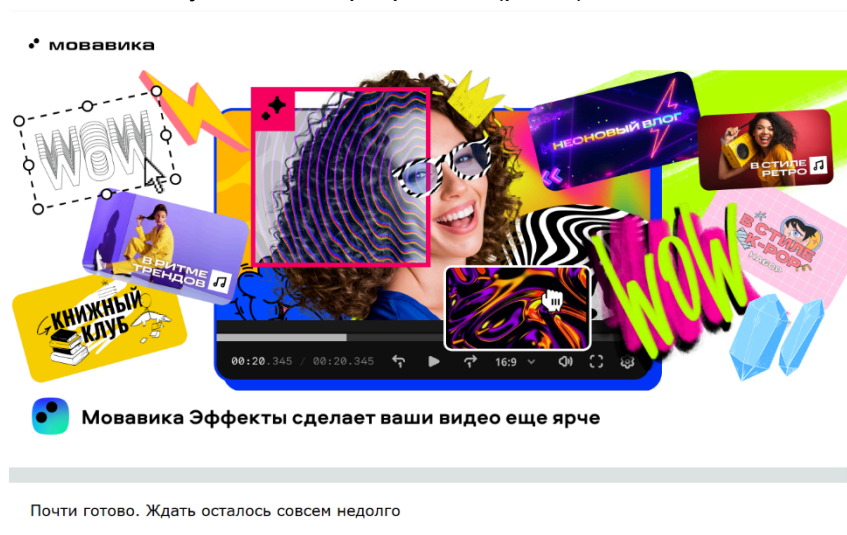 мовавика
WOW
НЕОНОВЫЙ ВЛОГ
В СТИЛЕ
РЕТРО
В РИТМЕ
ТРЕНДОВ
В СТИЛЕ
K-POP
НАБОР
WOW
КНИЖНЫЙ
КЛУБ
00:20.345 / 00:20.345
16:9
Мовавика Эффекты сделает ваши видео еще ярче
Почти готово. Ждать осталось совсем недолго